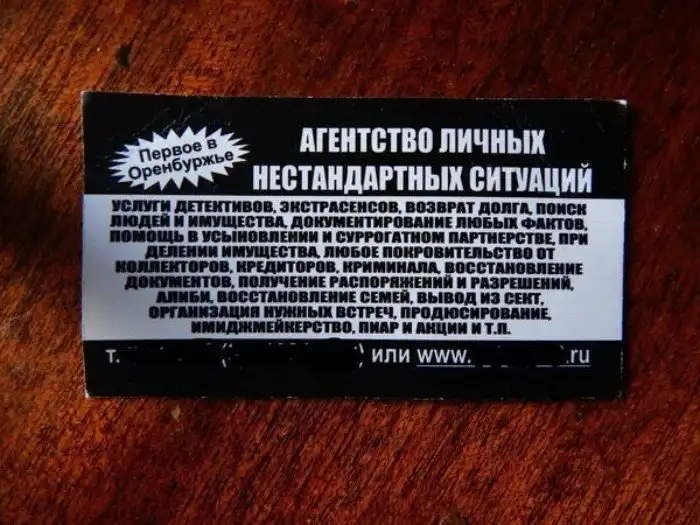 Первое в
Оренбуржье
АГЕНТСТВО ЛИЧНЫХ
НЕСТАНДАРТНЫХ СИТУАЦИЙ
УСЛУГИ ДЕТЕКТИВОВ, ЭКСТРАСЕНСОВ, ВОЗВРАТ ДОЛГА, ПОИСК
ЛЮДЕЙ И ИМУЩЕСТВА, ДОКУМЕНТИРОВАНИЕ ЛЮБЫХ ФАКТОВ,
ПОМОЩЬ В УСЫНОВЛЕНИИ И СУРРОГАТНОМ ПАРТНЕРСТВЕ, ПРИ
ДЕЛЕНИИ ИМУЩЕСТВА, ЛЮБОЕ ПОКРОВИТЕЛЬСТВО ОТ
КОЛЛЕКТОРОВ, КРЕДИТОРОВ, КРИМИНАЛА, ВОССТАНОВЛЕНИЕ
ДОКУМЕНТОВ, ПОЛУЧЕНИЕ РАСПОРЯЖЕНИЙ И РАЗРЕШЕНИЙ,
АЛИБИ, ВОССТАНОВЛЕНИЕ СЕМЕЙ, ВЫВОД ИЗ СЕКТ,
ОРГАНИЗАЦИЯ НУЖНЫХ ВСТРЕЧ, ПРОДЮСИРОВАНИЕ,
ИМИДЖМЕЙКЕРСТВО, ПИАР И АКЦИИ И Т.П.
т. ( ) или www. .ru